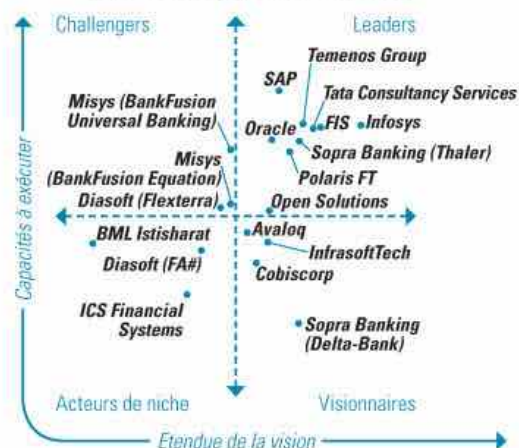 Challengers
Leaders
Temenos Group
SAP
Tata Consultancy Services
Misys (BankFusion
Universal Banking)
Oracle
FIS
Infosys
Sopra Banking (Thaler)
Polaris FT
Misys
(BankFusion Equation)
Diasoft (Flexterra)
Open Solutions
BML Istisharat
Avaloq
Diasoft (FA#)
InfrasoftTech
Cobiscorp
ICS Financial
Systems
Sopra Banking
(Delta-Bank)
Acteurs de niche
Visionnaires
Capacités à exécuter
Etendue de la vision